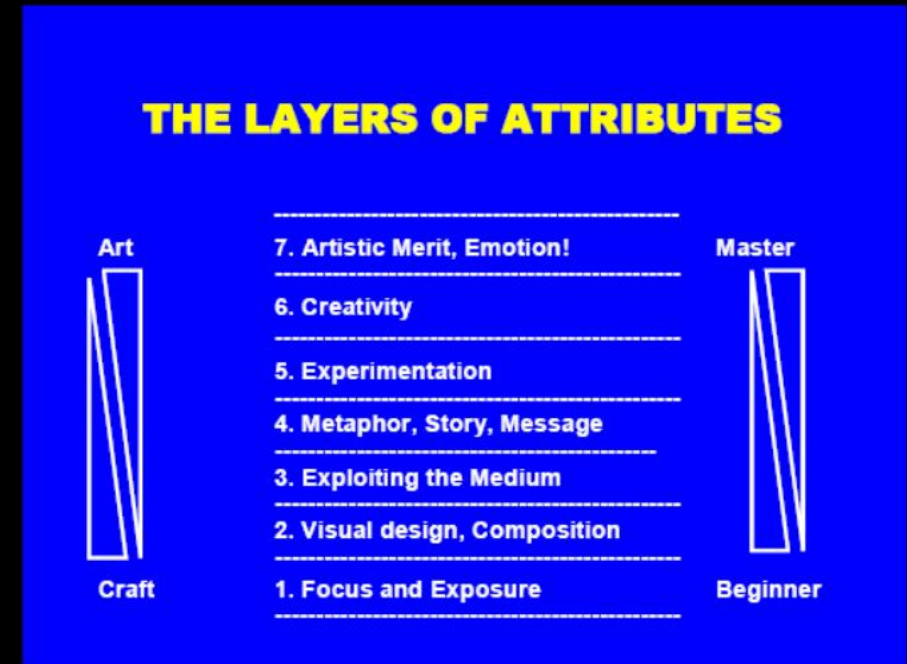 THE LAYERS OF ATTRIBUTES
Art
7. Artistic Merit, Emotion!
Master
6. Creativity
5. Experimentation
4. Metaphor, Story, Message
3. Exploiting the Medium
2. Visual design, Composition
Craft
1. Focus and Exposure
Beginner